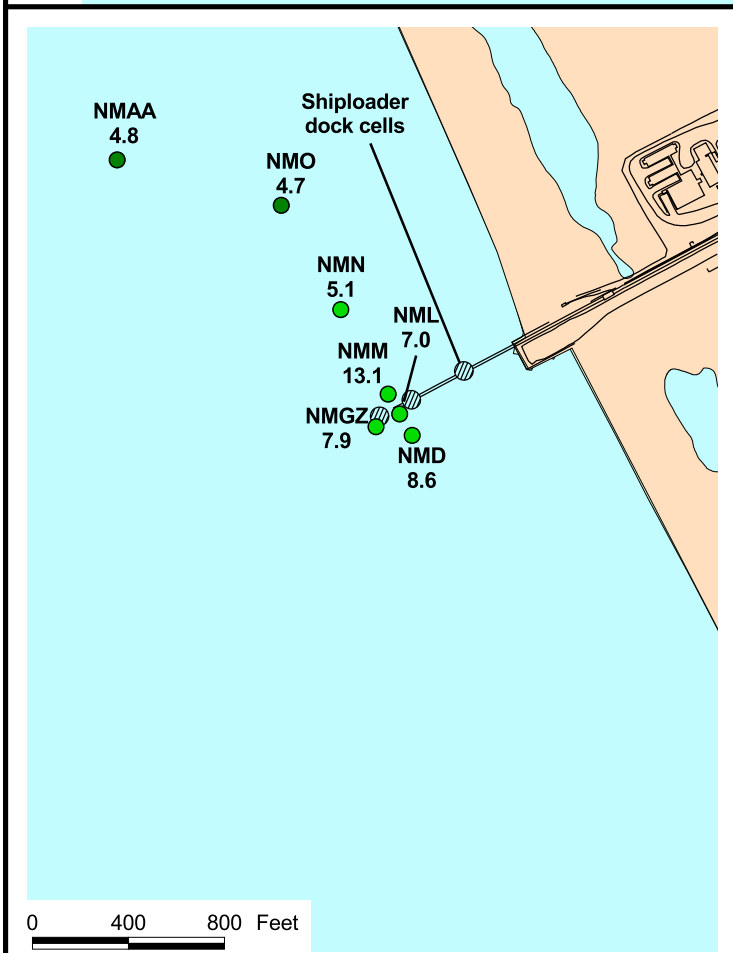 Shiploader
dock cells
NMAA
4.8
NMO
4.7
NMN
5.1
NML
7.0
NMM
13.1
NMGZ
7.9
NMD
8.6
0 400 800 Feet